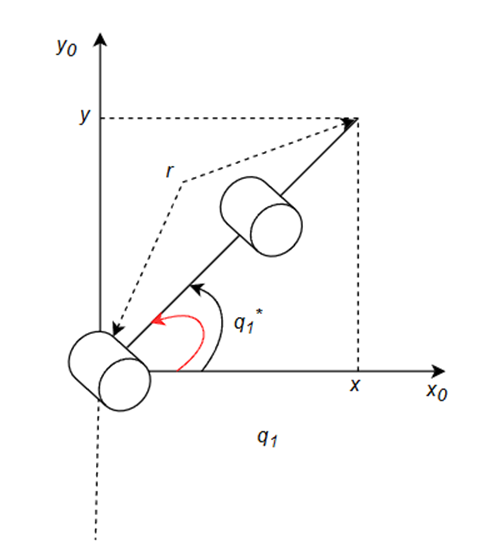 y₀
y
r
q₁*
x
x₀
q₁